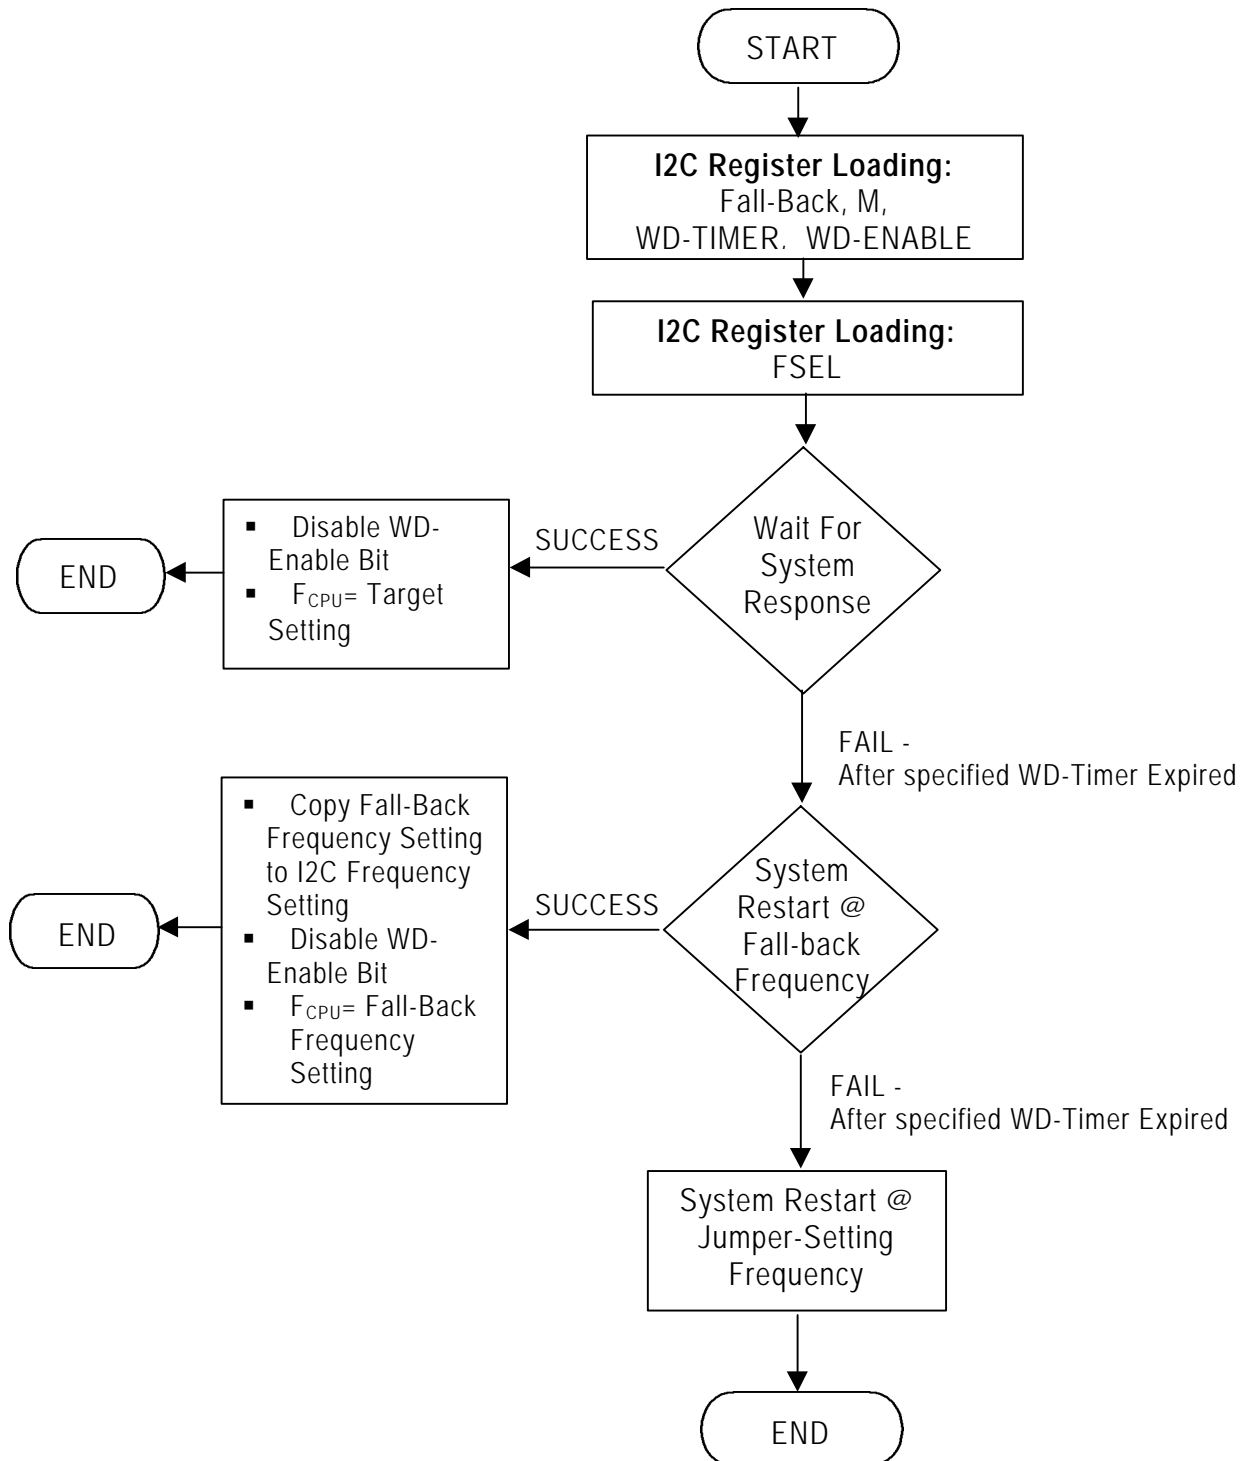 START
I2C Register Loading:
Fall-Back, M,
WD-TIMER. WD-ENABLE
I2C Register Loading:
FSEL
Wait For
System
Response
SUCCESS
▪ Disable WD-
Enable Bit
▪ FCPU= Target
Setting
END
FAIL -
After specified WD-Timer Expired
System
Restart @
Fall-back
Frequency
SUCCESS
▪ Copy Fall-Back
Frequency Setting
to I2C Frequency
Setting
▪ Disable WD-
Enable Bit
▪ FCPU= Fall-Back
Frequency
Setting
END
FAIL -
After specified WD-Timer Expired
System Restart @
Jumper-Setting
Frequency
END